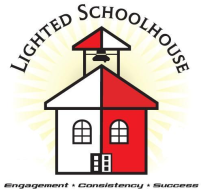 LIGHTED SCHOOLHOUSE
Engagement • Consistency • Success